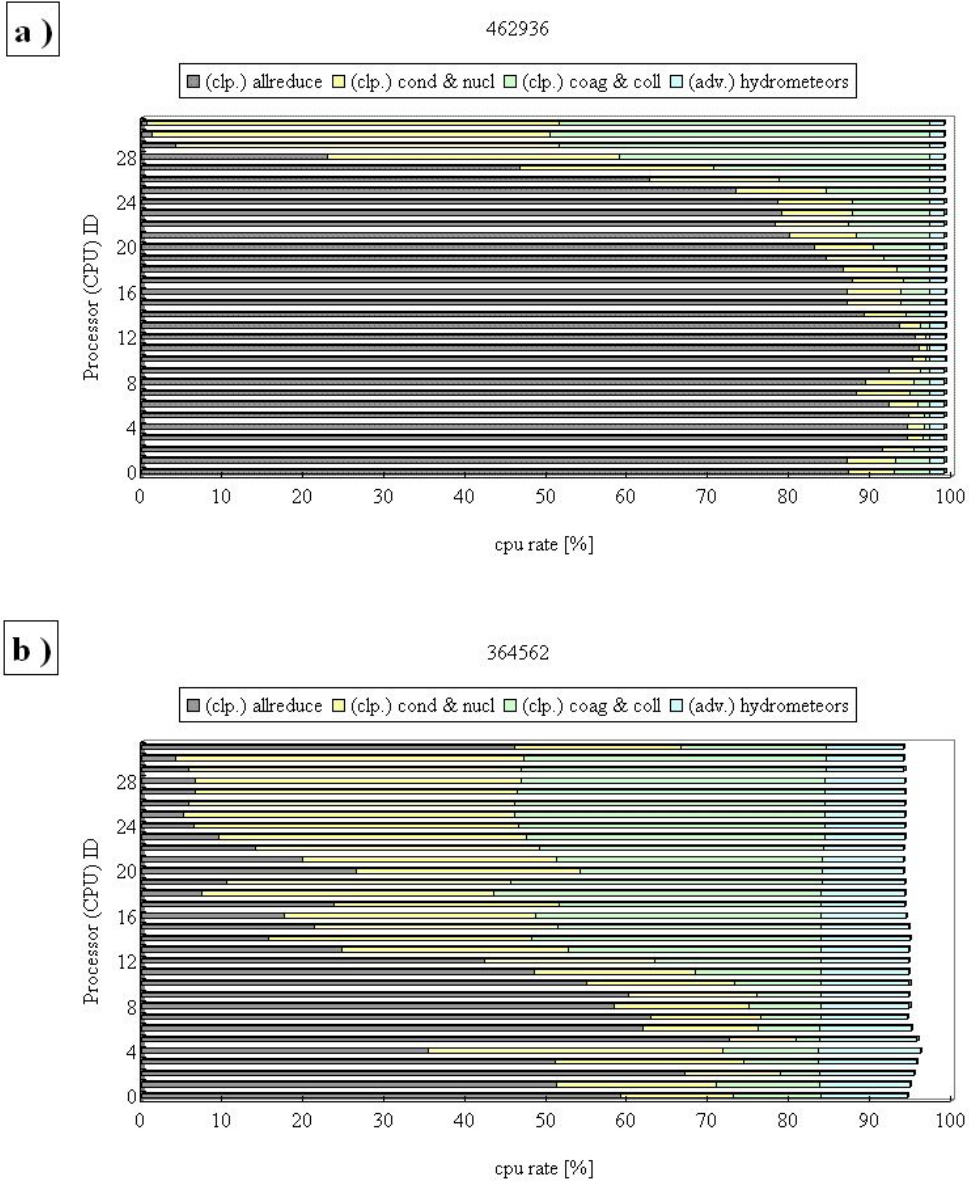 a )
462936
(clp.) allreduce (clp.) cond & nucl (clp.) coag & coll (adv.) hydrometeors
Processor (CPU) ID
28
24
20
16
12
8
4
0
0 10 20 30 40 50 60 70 80 90 100
cpu rate [%]
b )
364562
(clp.) allreduce (clp.) cond & nucl (clp.) coag & coll (adv.) hydrometeors
Processor (CPU) ID
28
24
20
16
12
8
4
0
0 10 20 30 40 50 60 70 80 90 100
cpu rate [%]